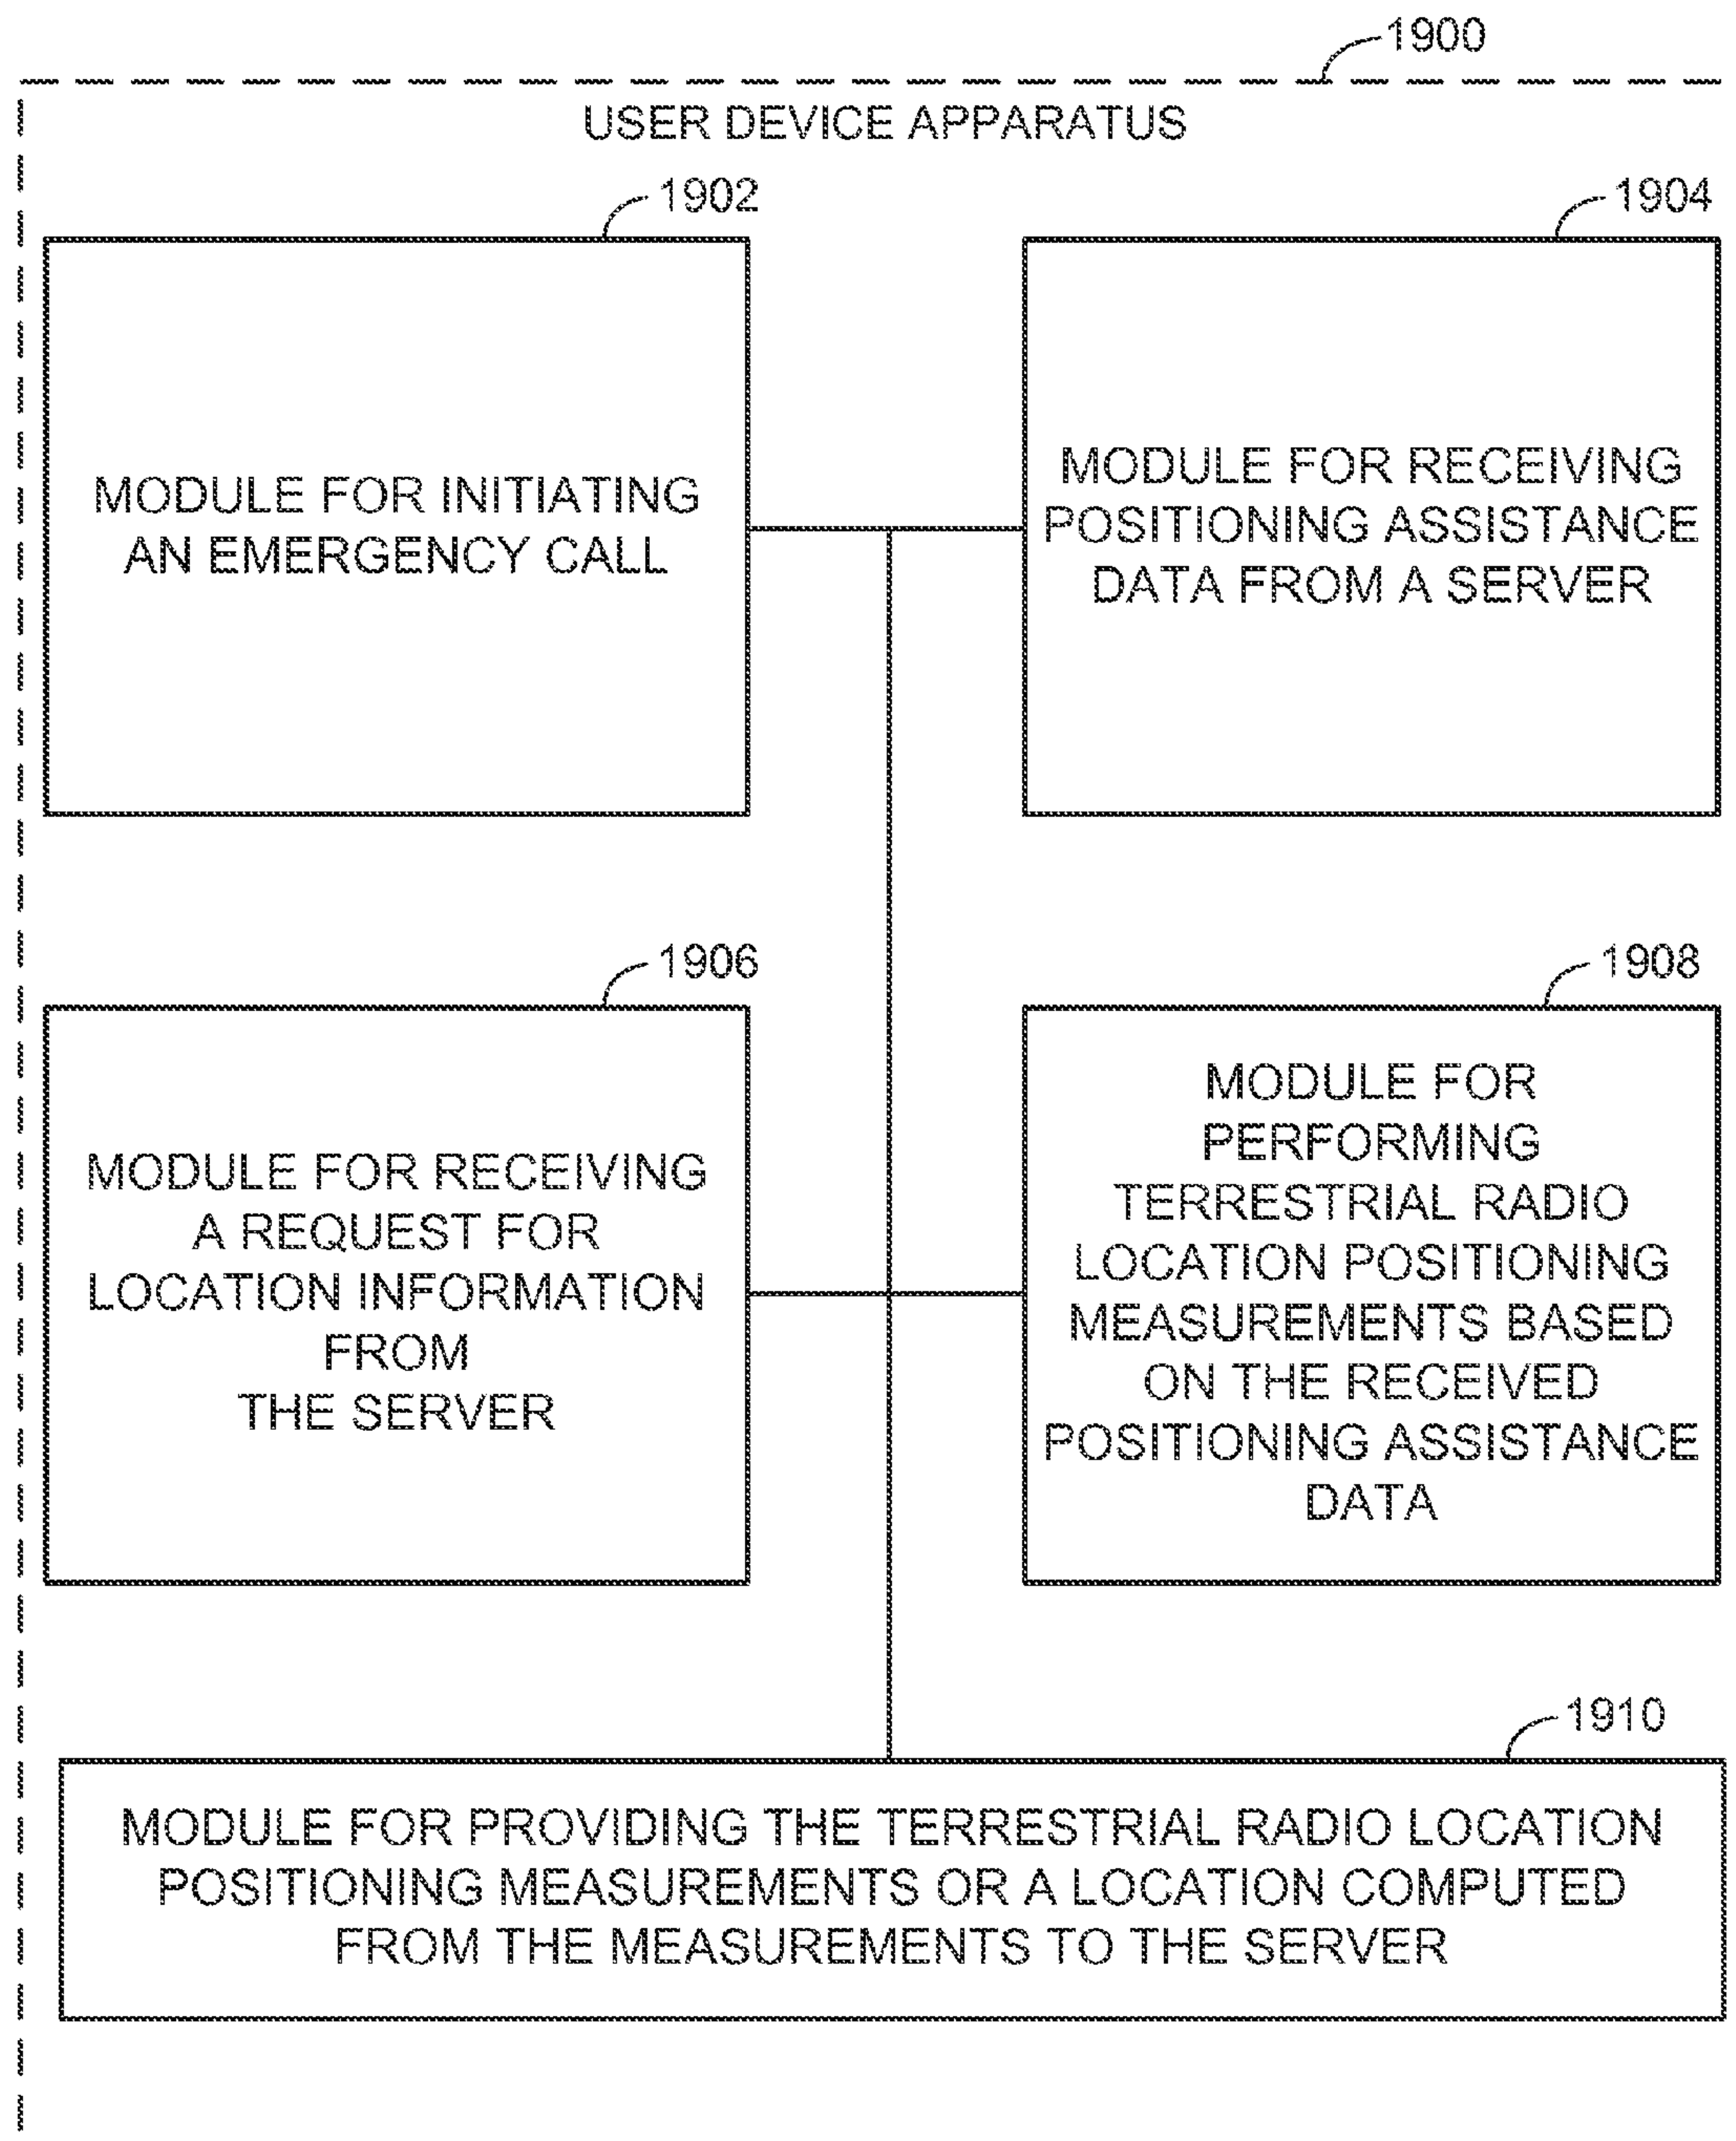 1900
USER DEVICE APPARATUS
1902
MODULE FOR INITIATING
AN EMERGENCY CALL
1904
MODULE FOR RECEIVING
POSITIONING ASSISTANCE
DATA FROM A SERVER
1906
MODULE FOR RECEIVING
A REQUEST FOR
LOCATION INFORMATION
FROM
THE SERVER
1908
MODULE FOR
PERFORMING
TERRESTRIAL RADIO
LOCATION POSITIONING
MEASUREMENTS BASED
ON THE RECEIVED
POSITIONING ASSISTANCE
DATA
1910
MODULE FOR PROVIDING THE TERRESTRIAL RADIO LOCATION
POSITIONING MEASUREMENTS OR A LOCATION COMPUTED
FROM THE MEASUREMENTS TO THE SERVER